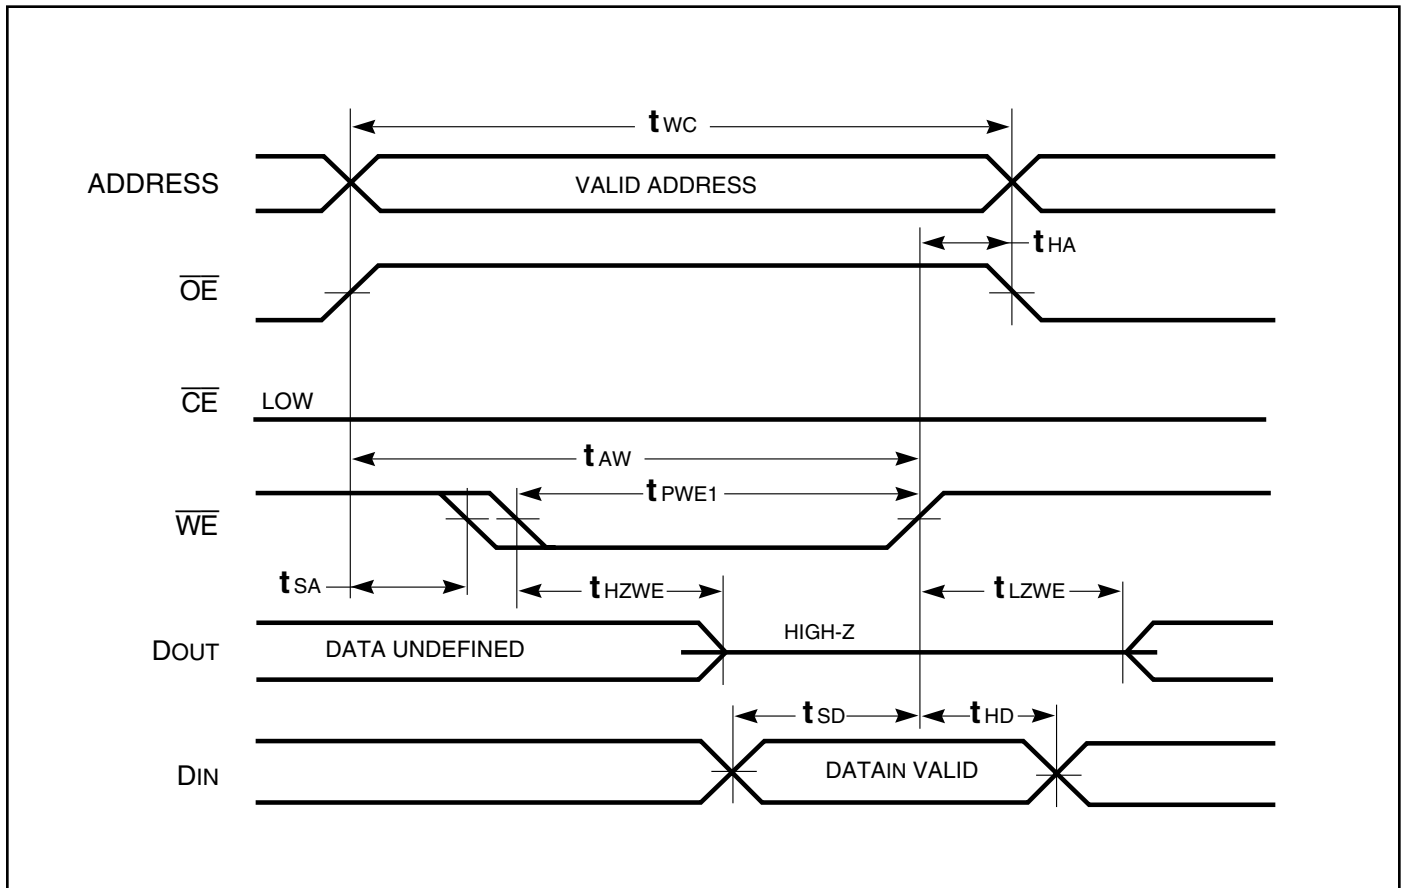 tWC
ADDRESS VALID ADDRESS
tHA
OE
CE LOW
tAW
tPWE1
WE
tSA tHZWE tLZWE
HIGH-Z
DOUT DATA UNDEFINED
tSD tHD
DIN DATAIN VALID